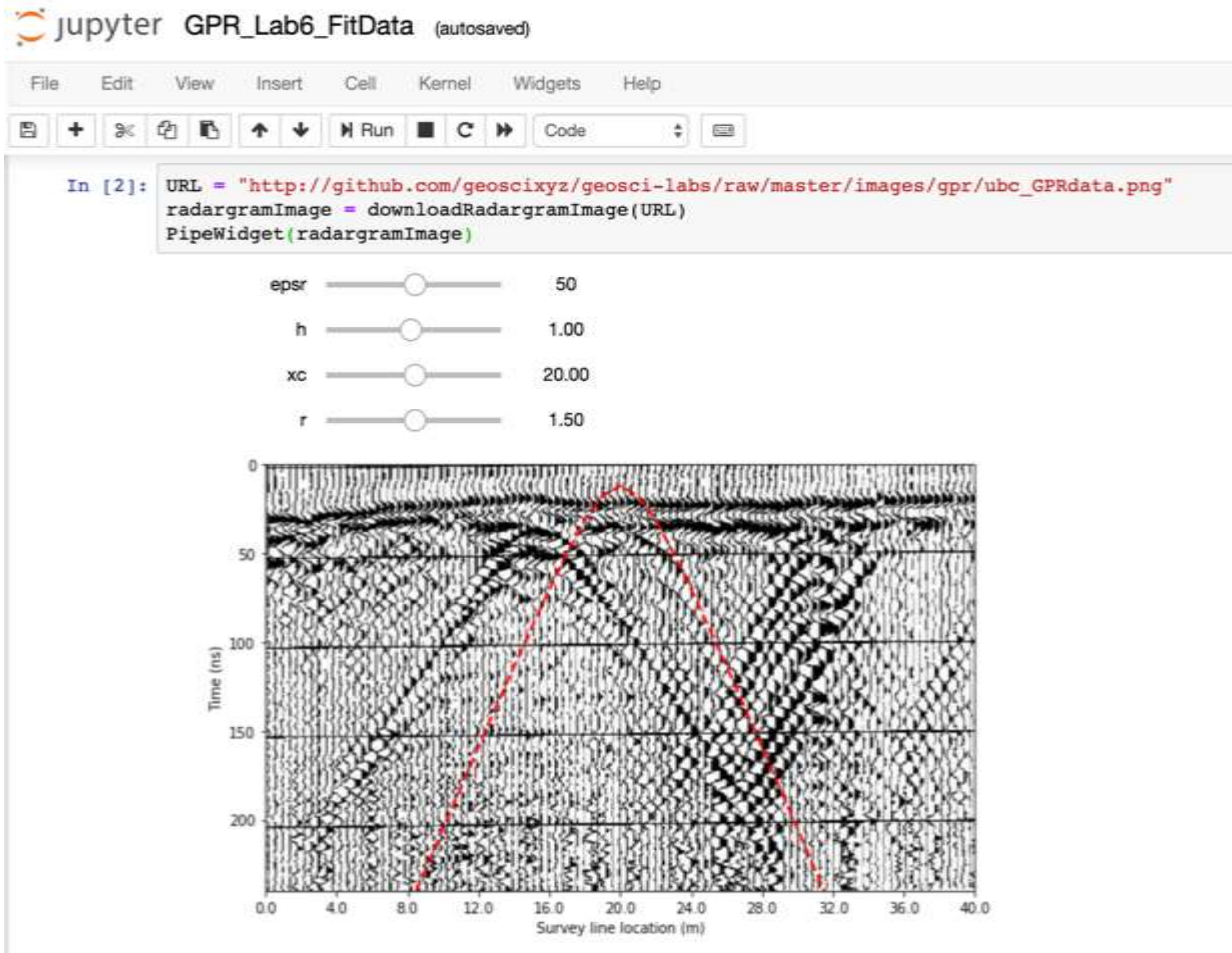 jupyter GPR_Lab6_FitData (autosaved)
File Edit View Insert Cell Kernel Widgets Help
Run Code
In [2]: URL = "http://github.com/geoscixyz/geosci-labs/raw/master/images/gpr/ubc_GPRdata.png"
radargramImage = downloadRadargramImage(URL)
PipeWidget(radargramImage)
epsr 50
h 1.00
xc 20.00
r 1.50
0
50
100
150
200
Time (ns)
0.0 4.0 8.0 12.0 16.0 20.0 24.0 28.0 32.0 36.0 40.0
Survey line location (m)